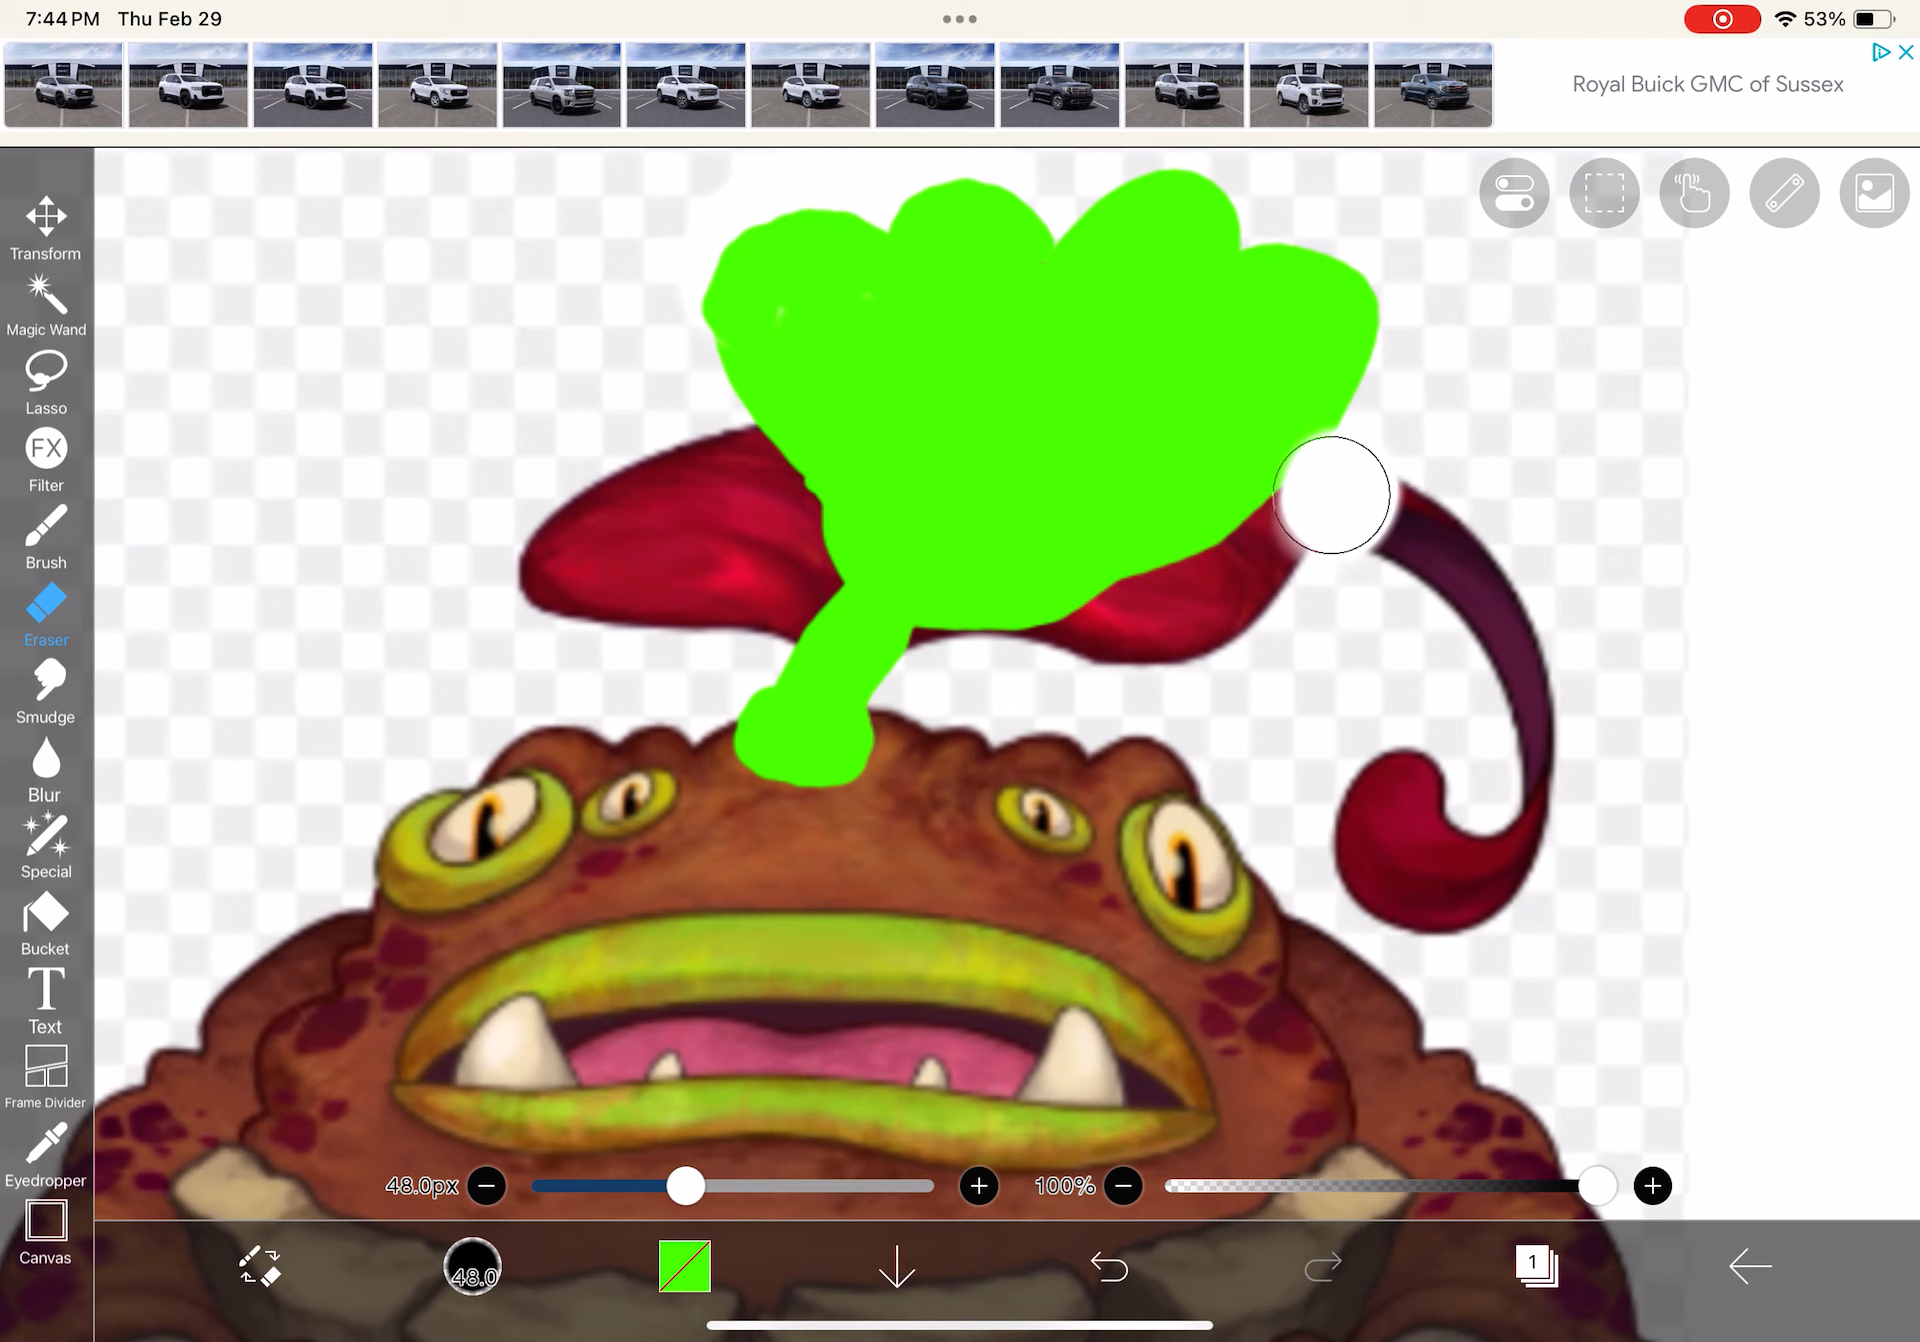 7:44 PM Thu Feb 29
53%
Royal Buick GMC of Sussex
Transform
Magic Wand
Lasso
FX
Filter
Brush
Eraser
Smudge
Blur
Special
Bucket
T
Text
Frame Divider
Eyedropper
Canvas
48.0px
100%
48.0
1